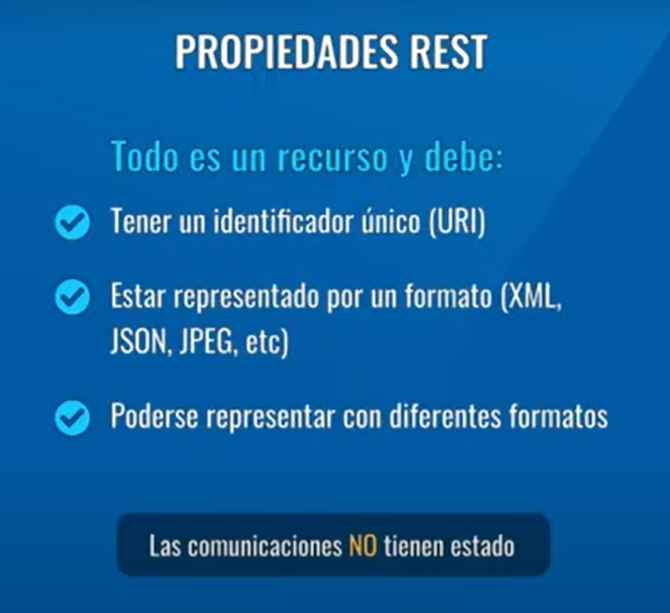 PROPIEDADES REST
Todo es un recurso y debe:
Tener un identificador único (URI)
Estar representado por un formato (XML,
JSON, JPEG, etc)
Poderse representar con diferentes formatos
Las comunicaciones NO tienen estado